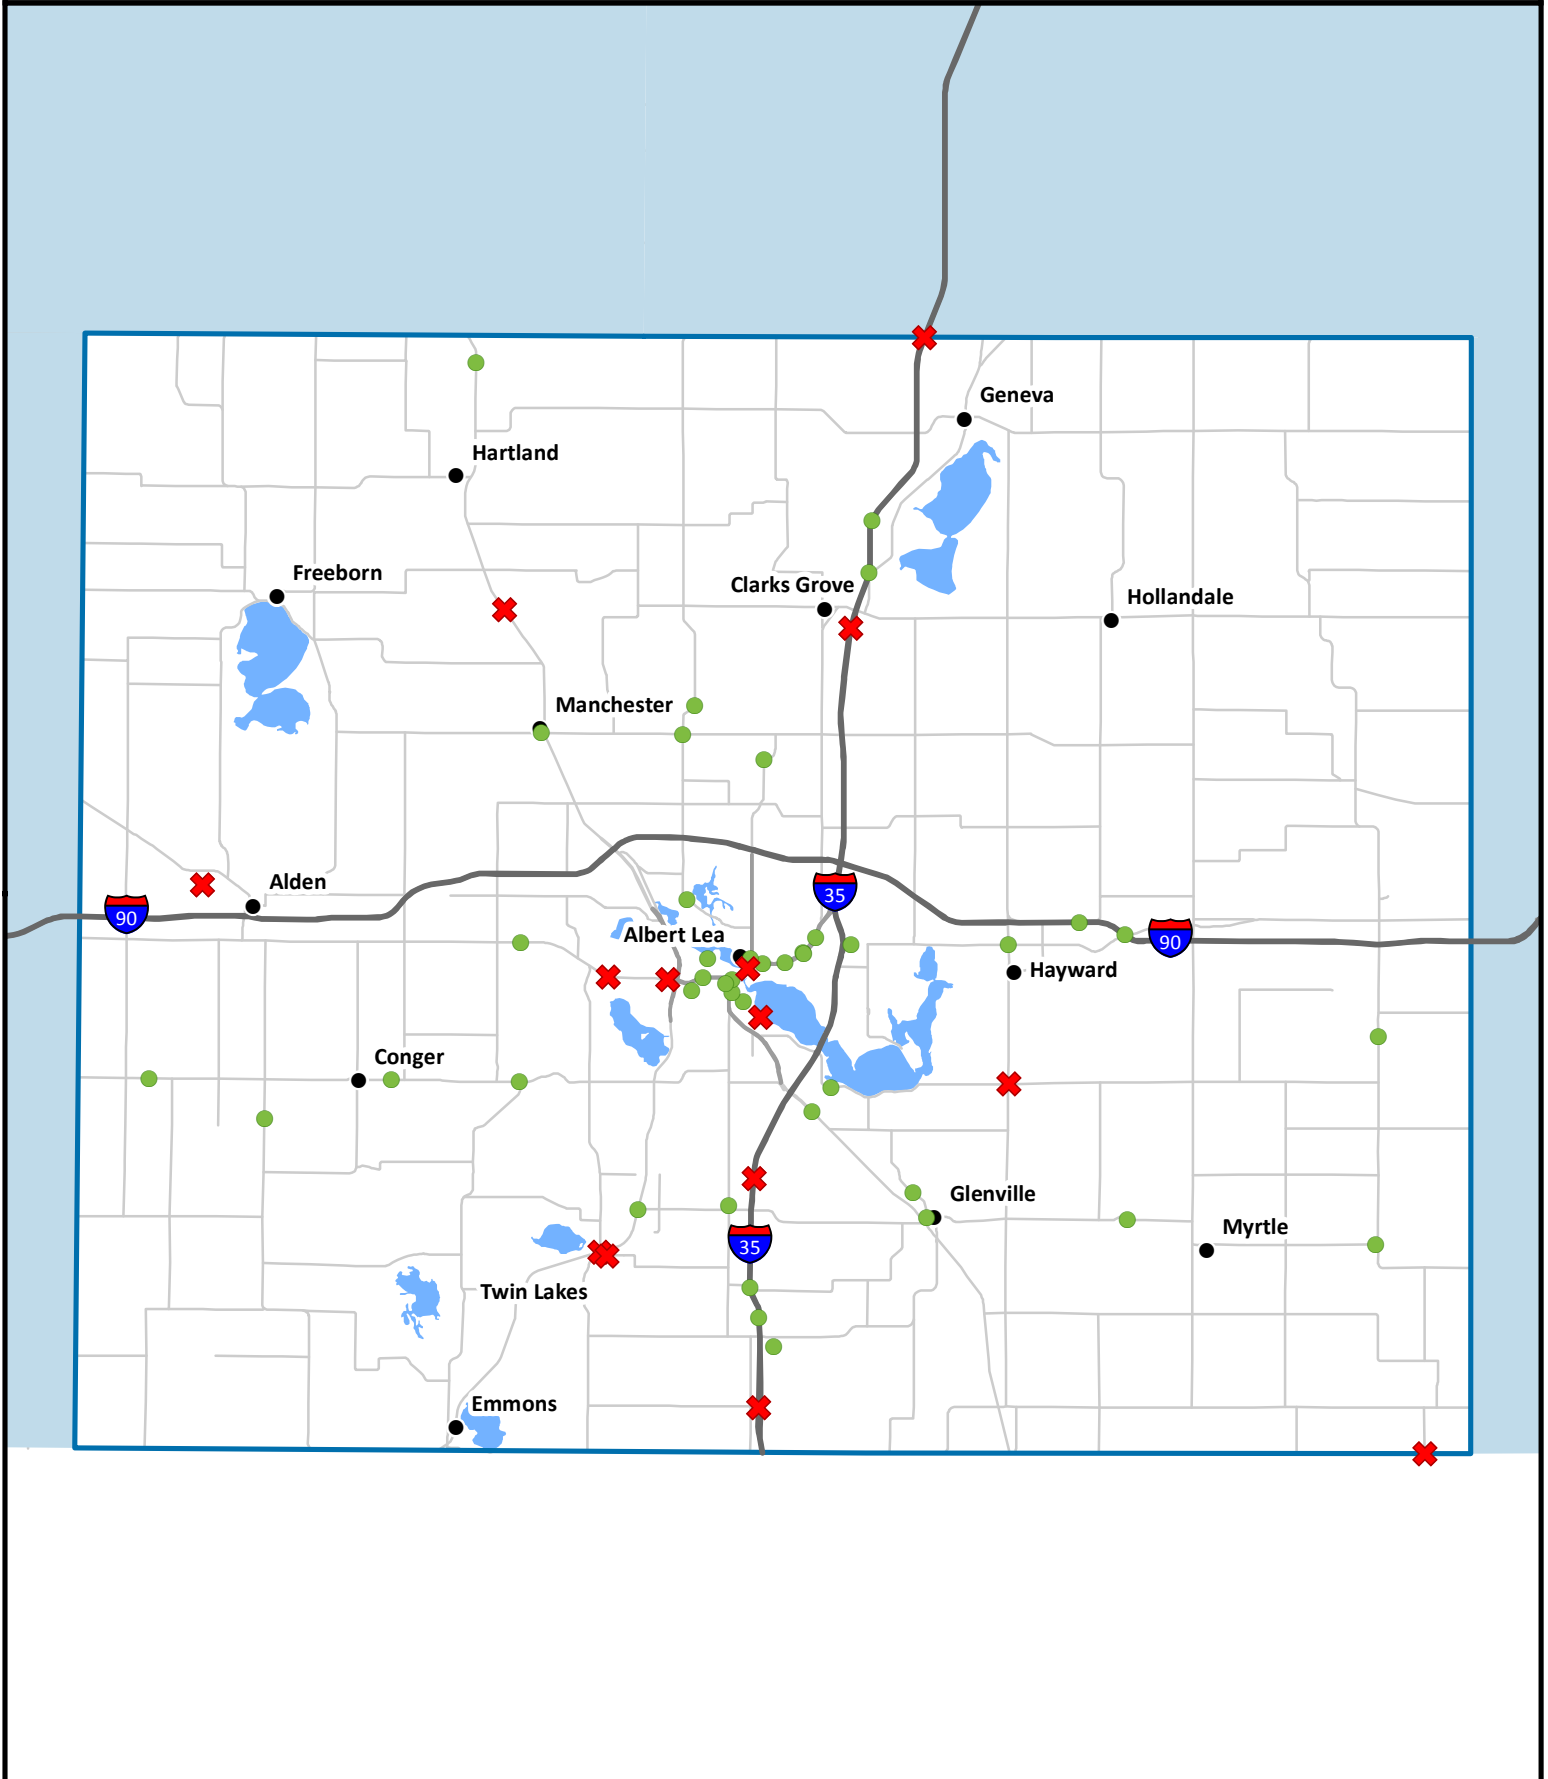 Geneva
Hartland
Freeborn
Clarks Grove
Hollandale
Manchester
Alden
35
90
Albert Lea
90
Hayward
Conger
Glenville
Myrtle
35
Twin Lakes
Emmons